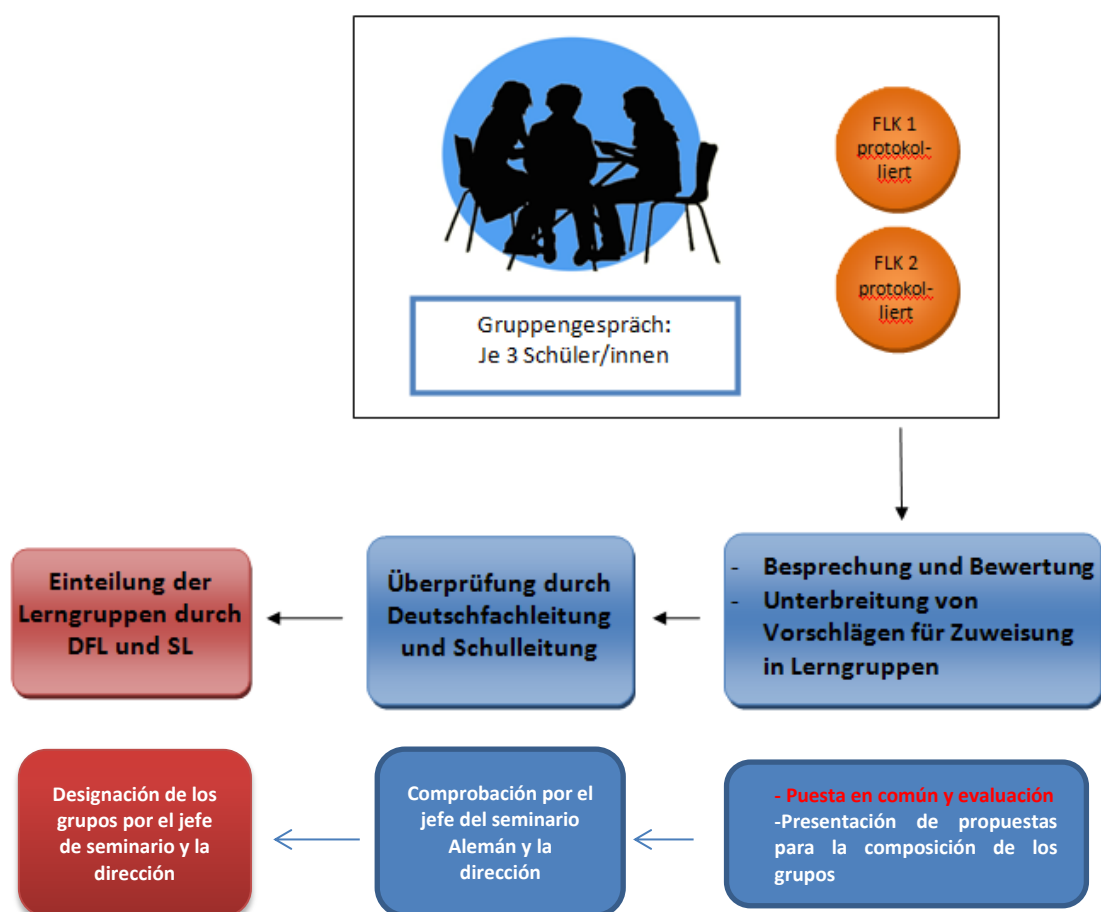 FLK 1
protokol-
liert
FLK 2
protokol-
liert
Gruppengespräch:
Je 3 Schüler/innen
Einteilung der
Lerngruppen durch
DFL und SL
Überprüfung durch
Deutschfachleitung
und Schulleitung
- Besprechung und Bewertung
- Unterbreitung von
Vorschlägen für Zuweisung
in Lerngruppen
Designación de los
grupos por el jefe
de seminario y la
dirección
Comprobación por el
jefe del seminario
Alemán y la
dirección
- Puesta en común y evaluación
-Presentación de propuestas
para la composición de los
grupos